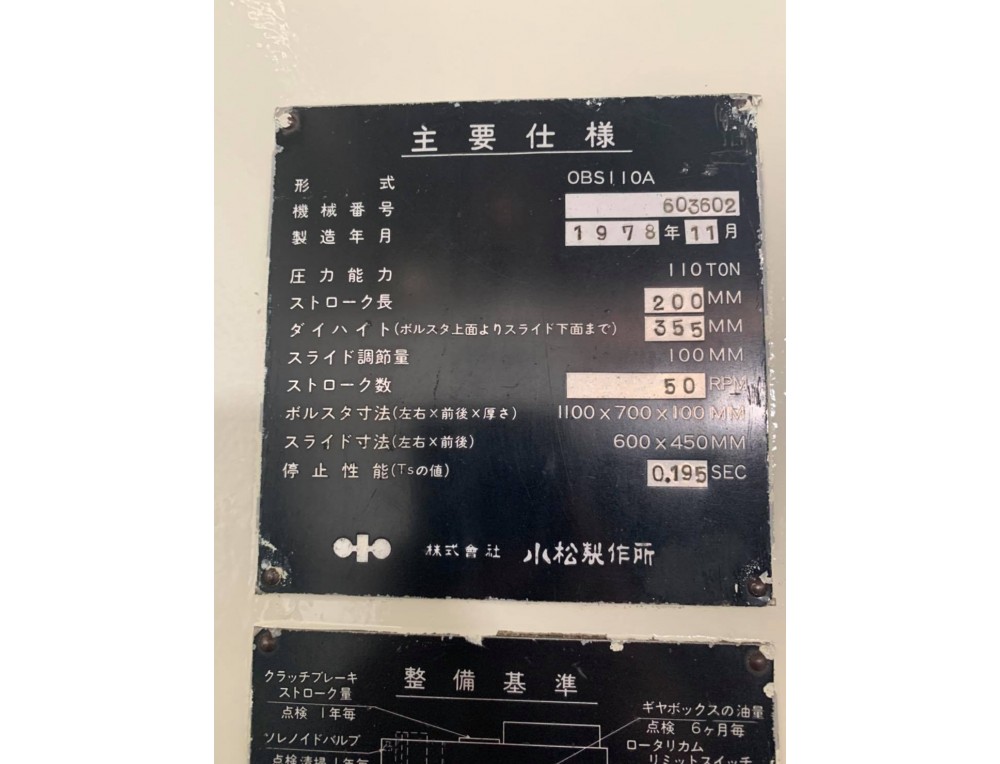 主要仕様
形式 OBS110A
機械番号 603602
製造年月 1978年11月
圧力能力 110TON
ストローク長 200MM
ダイハイト(ボルスタ上面よりスライド下面まで) 355MM
スライド調節量 100MM
ストローク数 50RPM
ボルスタ寸法(左右×前後×厚さ) 1100×700×100MM
スライド寸法(左右×前後) 600×450MM
停止性能(Tsの値) 0.195SEC
株式會社 小松製作所
整備基準
クラッチブレーキ
ストローク量
点検 1年毎
ソレノイドバルブ
点検清掃 1年毎
ギヤボックスの油量
点検 6ヶ月毎
ロータリカム
リミットスイッチ